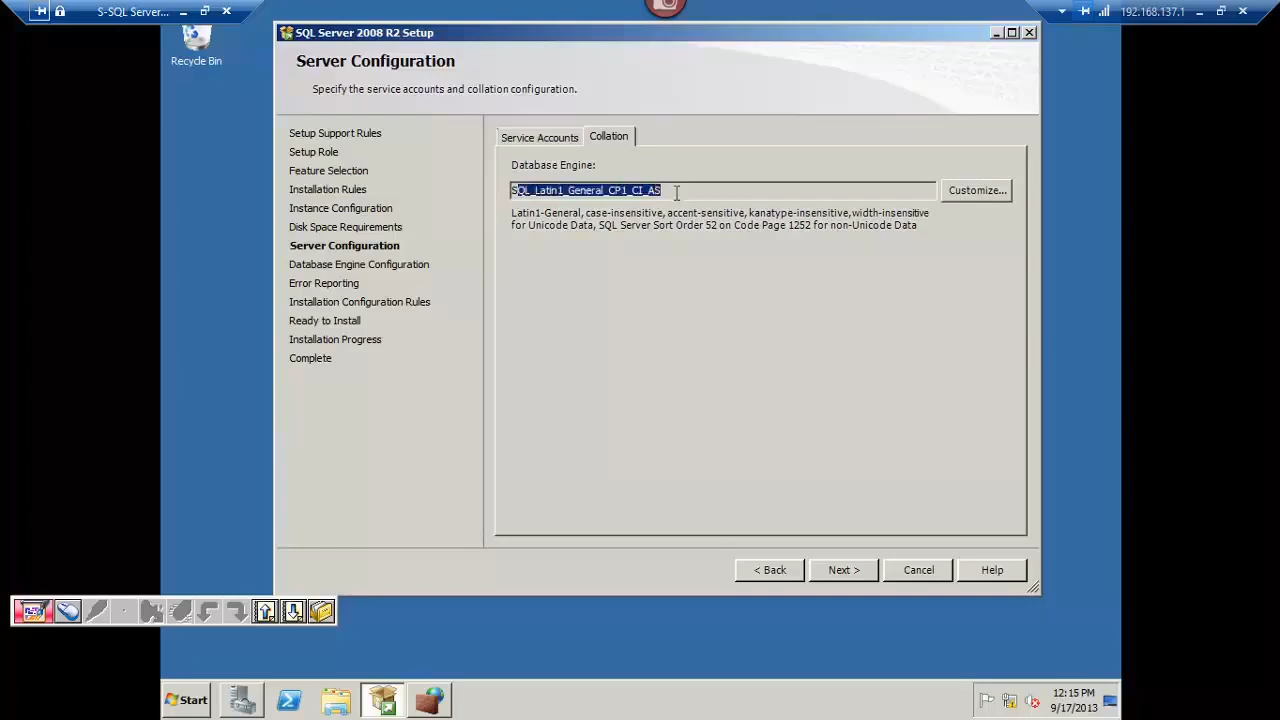 S-SQL Server...
192.168.137.1
Recycle Bin
SQL Server 2008 R2 Setup
Server Configuration
Specify the service accounts and collation configuration.
Setup Support Rules
Setup Role
Feature Selection
Installation Rules
Instance Configuration
Disk Space Requirements
Server Configuration
Database Engine Configuration
Error Reporting
Installation Configuration Rules
Ready to Install
Installation Progress
Complete
Service Accounts
Collation
Database Engine:
SQL_Latin1_General_CP1_CI_AS
Customize...
Latin1-General, case-insensitive, accent-sensitive, kanatype-insensitive,width-insensitive
for Unicode Data, SQL Server Sort Order 52 on Code Page 1252 for non-Unicode Data
< Back
Next >
Cancel
Help
Start
12:15 PM
9/17/2013